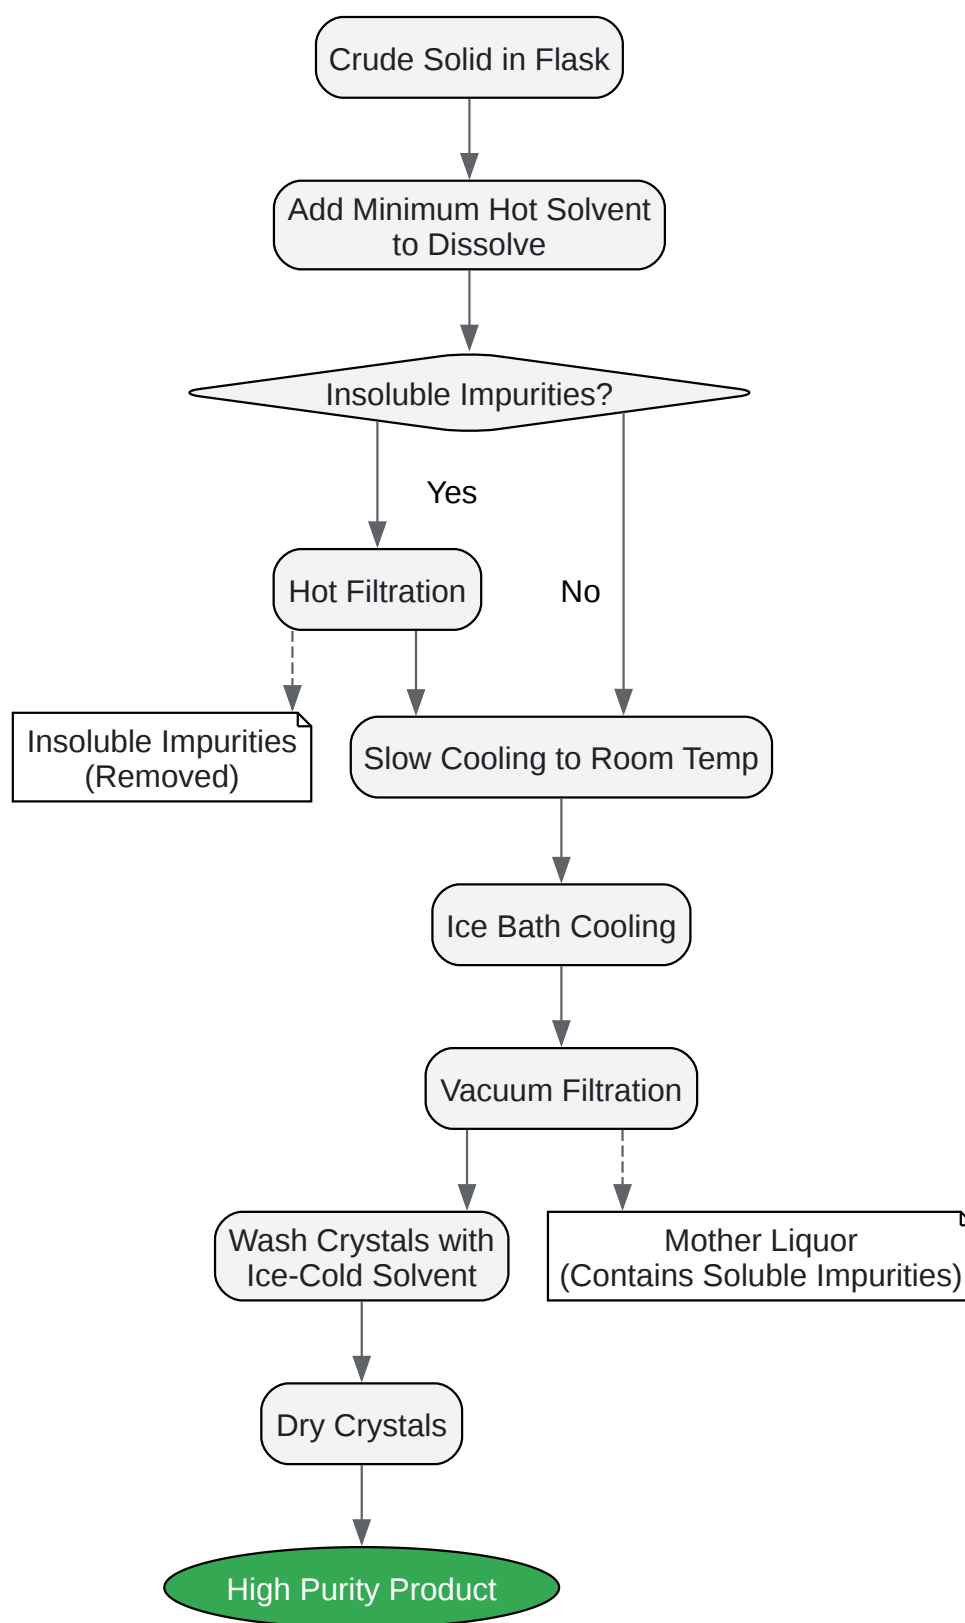 Crude Solid in Flask
Add Minimum Hot Solvent
to Dissolve
Insoluble Impurities?
Yes
Hot Filtration
No
Insoluble Impurities
(Removed)
Slow Cooling to Room Temp
Ice Bath Cooling
Vacuum Filtration
Wash Crystals with
Ice-Cold Solvent
Mother Liquor
(Contains Soluble Impurities)
Dry Crystals
High Purity Product